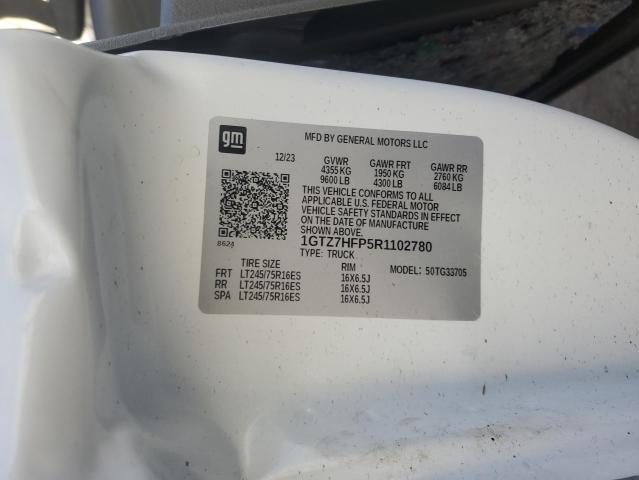 gm
MFD BY GENERAL MOTORS LLC
12/23 GVWR GAWR FRT GAWR RR
4355 KG 1950 KG 2760 KG
9600 LB 4300 LB 6084 LB
THIS VEHICLE CONFORMS TO ALL
APPLICABLE U.S. FEDERAL MOTOR
VEHICLE SAFETY STANDARDS IN EFFECT
ON THE DATE OF MANUFACTURE
SHOWN ABOVE.
8624 1GTZ7HFP5R1102780
TYPE: TRUCK
TIRE SIZE RIM MODEL: 50TG33705
FRT LT245/75R16ES 16X6.5J
RR LT245/75R16ES 16X6.5J
SPA LT245/75R16ES 16X6.5J